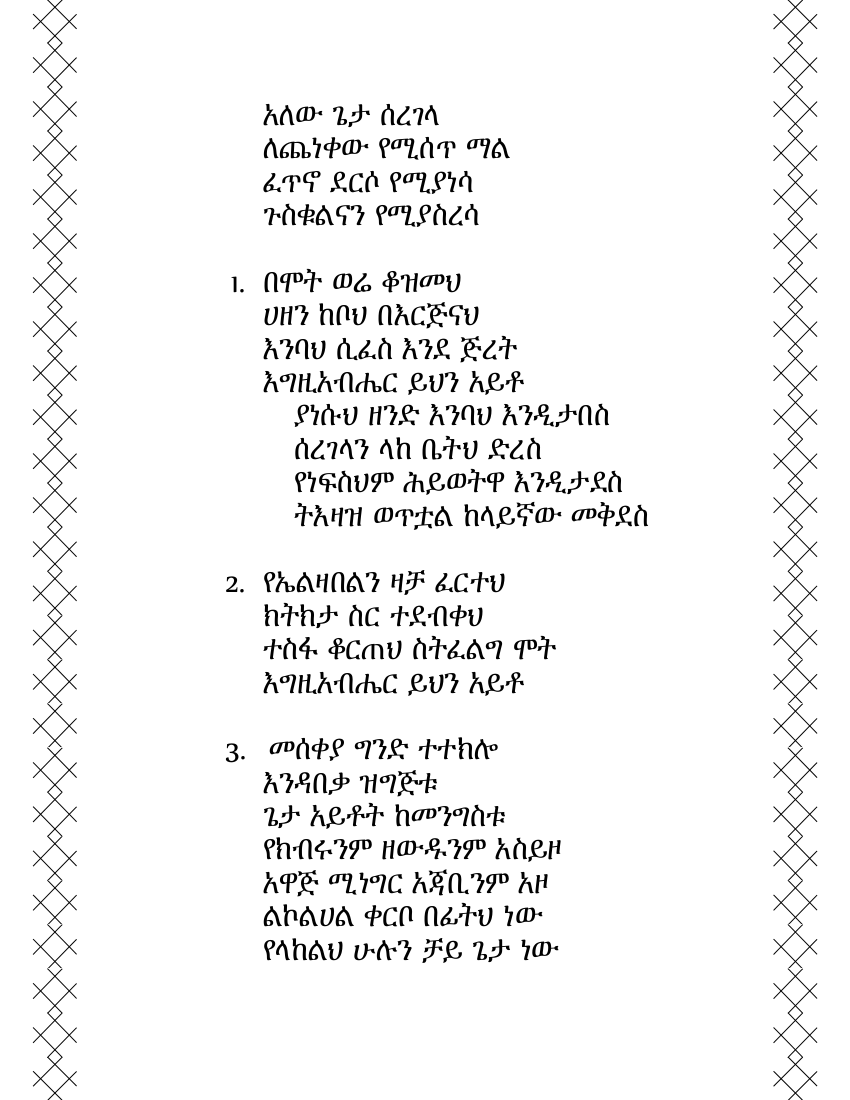 አለው ጌታ ሰረገላ
ለጨነቀው የሚሰጥ ማል
ፈጥኖ ደርሶ የሚያነሳ
ጉስቁልናን የሚያስረሳ
1. በሞት ወሬ ቆዝመህ
ሀዘን ከቦህ በእርጅናህ
እንባህ ሲፈስ እንደ ጅረት
እግዚአብሔር ይህን አይቶ
ያነሱህ ዘንድ እንባህ እንዲታበስ
ሰረገላን ላከ ቤትህ ድረስ
የነፍስህም ሕይወትዋ እንዲታደስ
ትእዛዝ ወጥቷል ከላይኛው መቅደስ
2. የኤልዛበልን ዛቻ ፈርተህ
ክትክታ ስር ተደብቀህ
ተስፋ ቆርጠህ ስትፈልግ ሞት
እግዚአብሔር ይህን አይቶ
3. መሰቀያ ግንድ ተተክሎ
እንዳበቃ ዝግጅቱ
ጌታ አይቶት ከመንግስቱ
የክብሩንም ዘውዱንም አስይዞ
አዋጅ ሚነግር አጃቢንም አዞ
ልኮልሀል ቀርቦ በፊትህ ነው
የላከልህ ሁሉን ቻይ ጌታ ነው